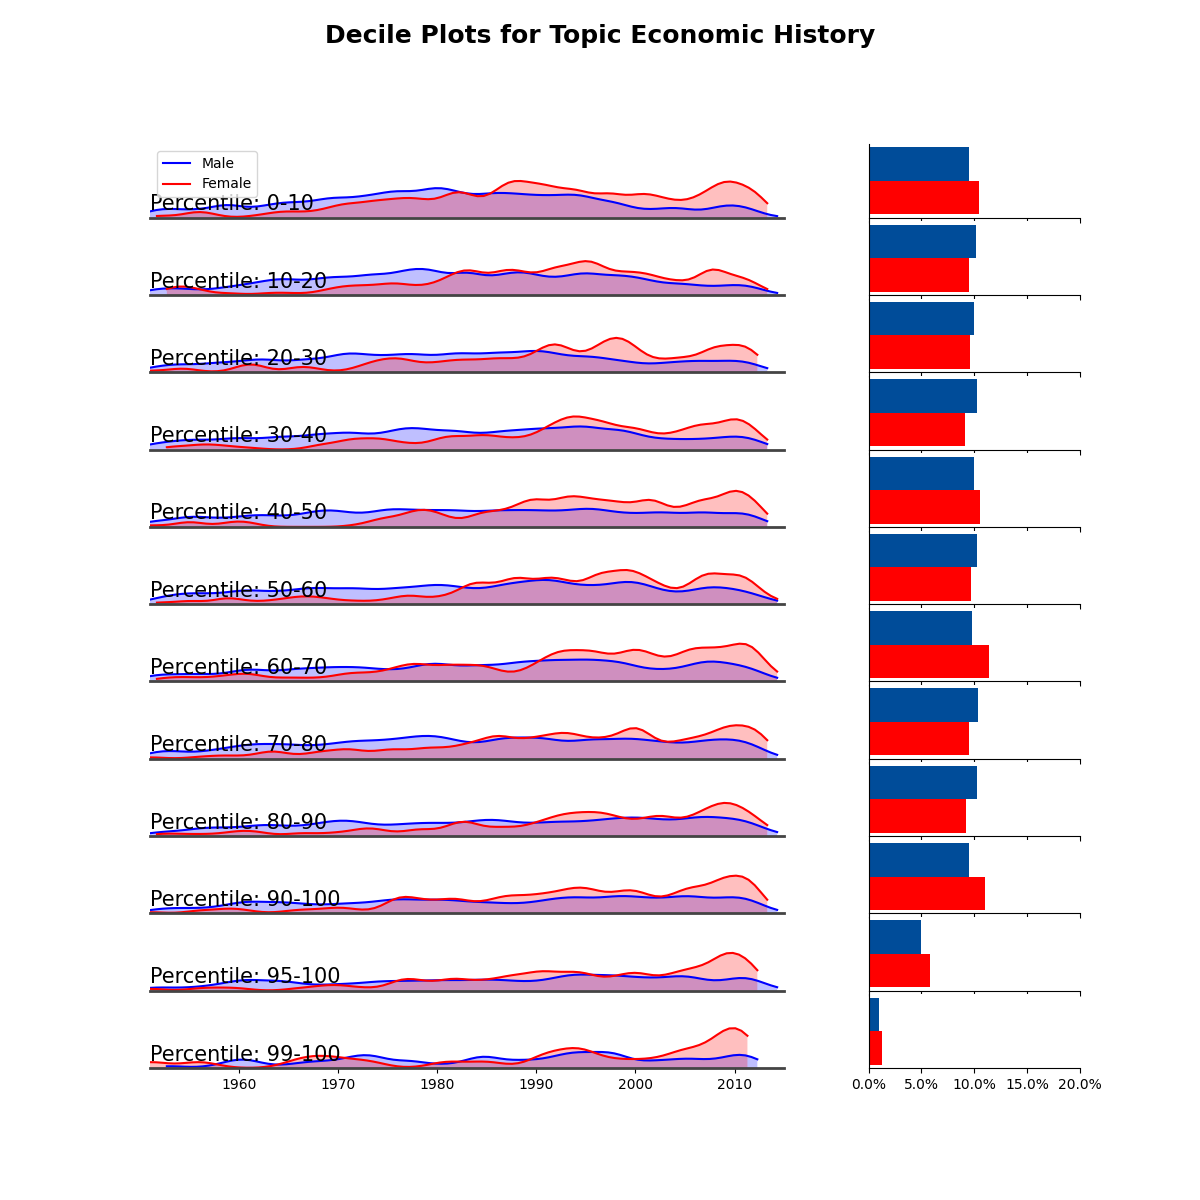 Decile Plots for Topic Economic History
Male
Female
Percentile: 0-10
Percentile: 10-20
Percentile: 20-30
Percentile: 30-40
Percentile: 40-50
Percentile: 50-60
Percentile: 60-70
Percentile: 70-80
Percentile: 80-90
Percentile: 90-100
Percentile: 95-100
Percentile: 99-100
1960 1970 1980 1990 2000 2010
0.0% 5.0% 10.0% 15.0% 20.0%